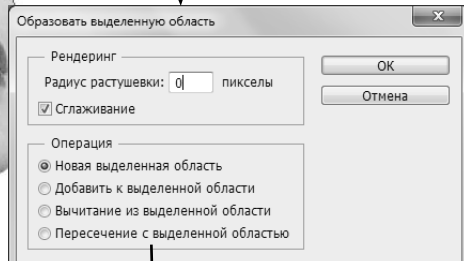 Образовать выделенную область
Рендеринг
Радиус растушевки: 0 пикселы
Сглаживание
OK
Отмена
Операция
Новая выделенная область
Добавить к выделенной области
Вычитание из выделенной области
Пересечение с выделенной областью